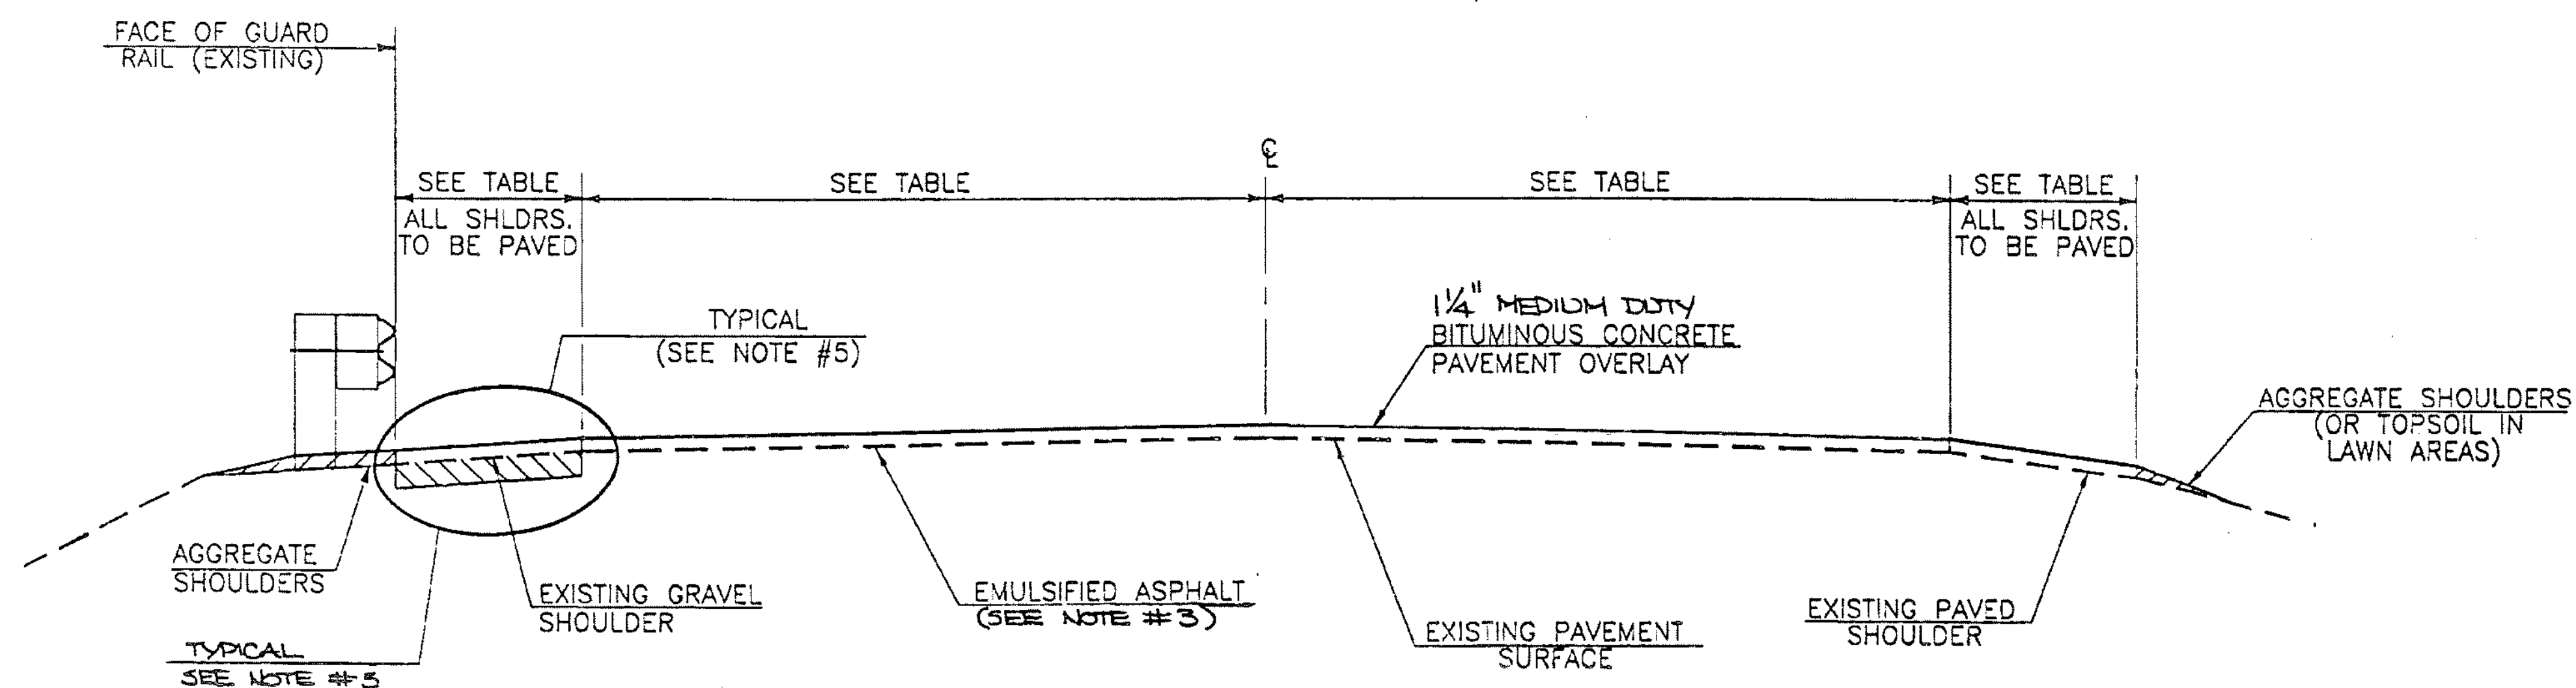 FACE OF GUARD
RAIL (EXISTING)
℄
SEE TABLE
ALL SHLDRS.
TO BE PAVED
SEE TABLE
SEE TABLE
SEE TABLE
ALL SHLDRS.
TO BE PAVED
TYPICAL
(SEE NOTE #5)
1¼" MEDIUM DUTY
BITUMINOUS CONCRETE
PAVEMENT OVERLAY
AGGREGATE SHOULDERS
(OR TOPSOIL IN
LAWN AREAS)
AGGREGATE
SHOULDERS
EXISTING GRAVEL
SHOULDER
EMULSIFIED ASPHALT
(SEE NOTE #3)
EXISTING PAVEMENT
SURFACE
EXISTING PAVED
SHOULDER
TYPICAL
SEE NOTE #5